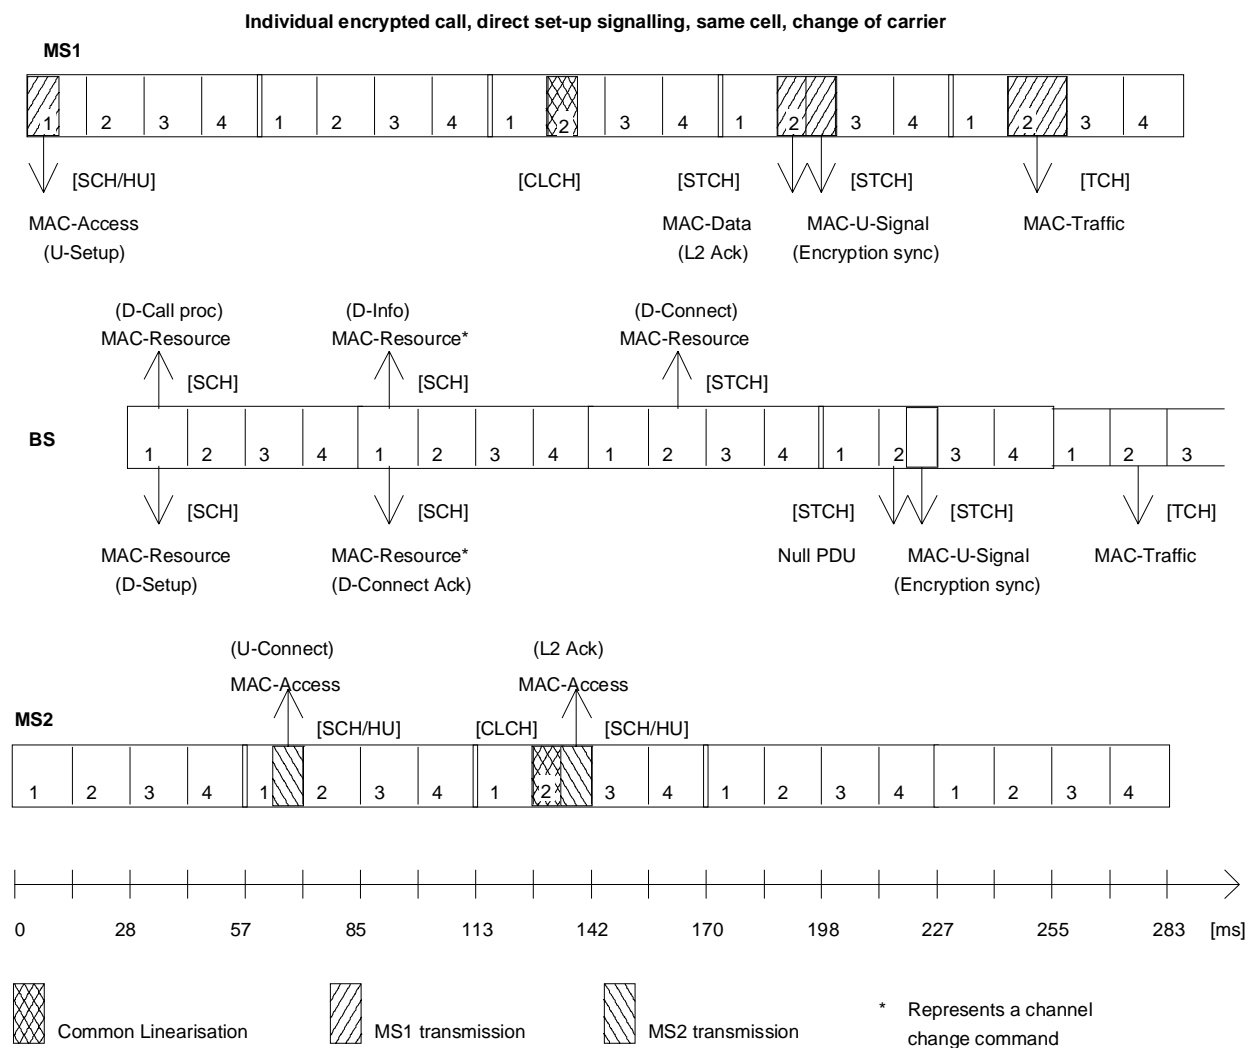 Individual encrypted call, direct set-up signalling, same cell, change of carrier
MS1
1 2 3 4 1 2 3 4 1 2 3 4 1 2 3 4 1 2 3 4
[SCH/HU] [CLCH] [STCH] [STCH] [TCH]
MAC-Access MAC-Data MAC-U-Signal MAC-Traffic
(U-Setup) (L2 Ack) (Encryption sync)
(D-Call proc) (D-Info) (D-Connect)
MAC-Resource MAC-Resource* MAC-Resource
[SCH] [SCH] [STCH]
BS
1 2 3 4 1 2 3 4 1 2 3 4 1 2 3 4 1 2 3
[SCH] [SCH] [STCH] [STCH] [TCH]
MAC-Resource MAC-Resource* Null PDU MAC-U-Signal MAC-Traffic
(D-Setup) (D-Connect Ack) (Encryption sync)
(U-Connect) (L2 Ack)
MAC-Access MAC-Access
MS2 [SCH/HU] [CLCH] [SCH/HU]
1 2 3 4 1 2 3 4 1 2 3 4 1 2 3 4 1 2 3 4
0 28 57 85 113 142 170 198 227 255 283 [ms]
Common Linearisation MS1 transmission MS2 transmission * Represents a channel
change command